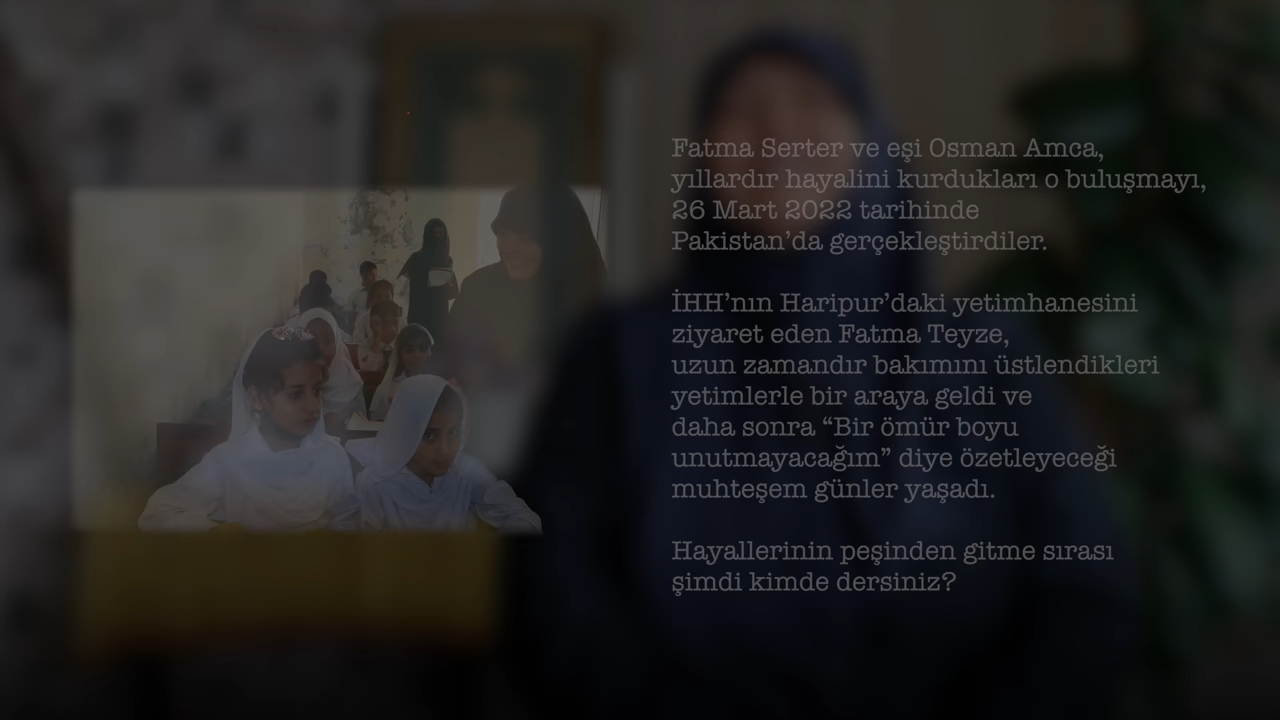 Fatma Serter ve eşi Osman Amca,
yıllardır hayalini kurdukları o buluşmayı,
26 Mart 2022 tarihinde
Pakistan’da gerçekleştirdiler.
İHH’nın Haripur’daki yetimhanesini
ziyaret eden Fatma Teyze,
uzun zamandır bakımını üstlendikleri
yetimlerle bir araya geldi ve
daha sonra “Bir ömür boyu
unutmayacağım” diye özetleyeceği
muhteşem günler yaşadı.
Hayallerinin peşinden gitme sırası
şimdi kimde dersiniz?